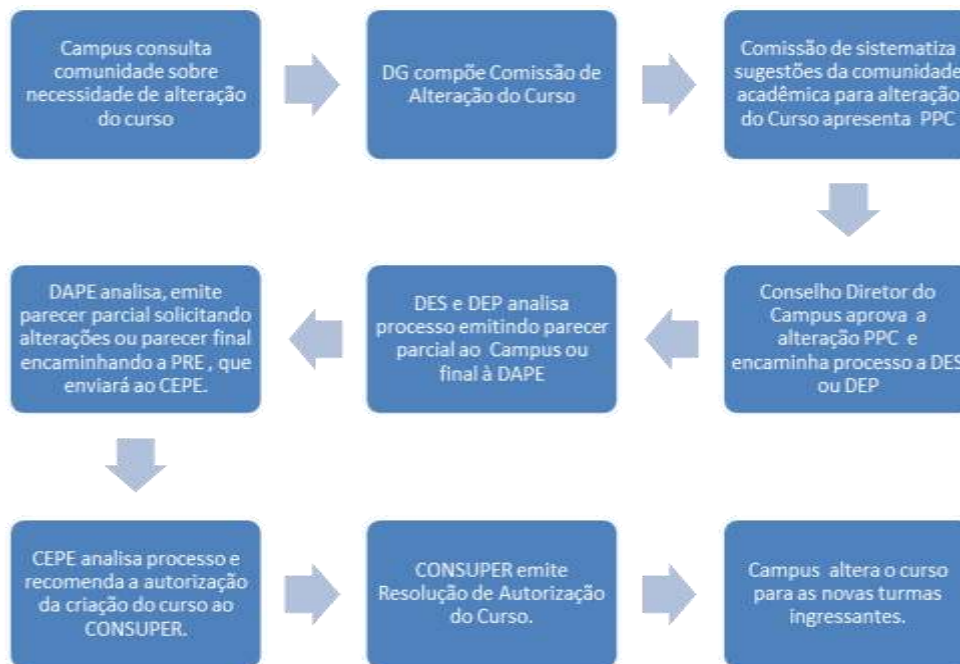 Campus consulta
comunidade sobre
necessidade de alteração
do curso
DG compõe Comissão de
Alteração do Curso
Comissão de sistematiza
sugestões da comunidade
acadêmica para alteração
do Curso apresenta PPC
Conselho Diretor do
Campus aprova a
alteração PPC e
encaminha processo a DES
ou DEP
DES e DEP analisa
processo emitindo parecer
parcial ao Campus ou
final à DAPE
DAPE analisa, emite
parecer parcial solicitando
alterações ou parecer final
encaminhando a PRE , que
enviará ao CEPE.
CEPE analisa processo e
recomenda a autorização
da criação do curso ao
CONSUPER.
CONSUPER emite
Resolução de Autorização
do Curso.
Campus altera o curso
para as novas turmas
ingressantes.